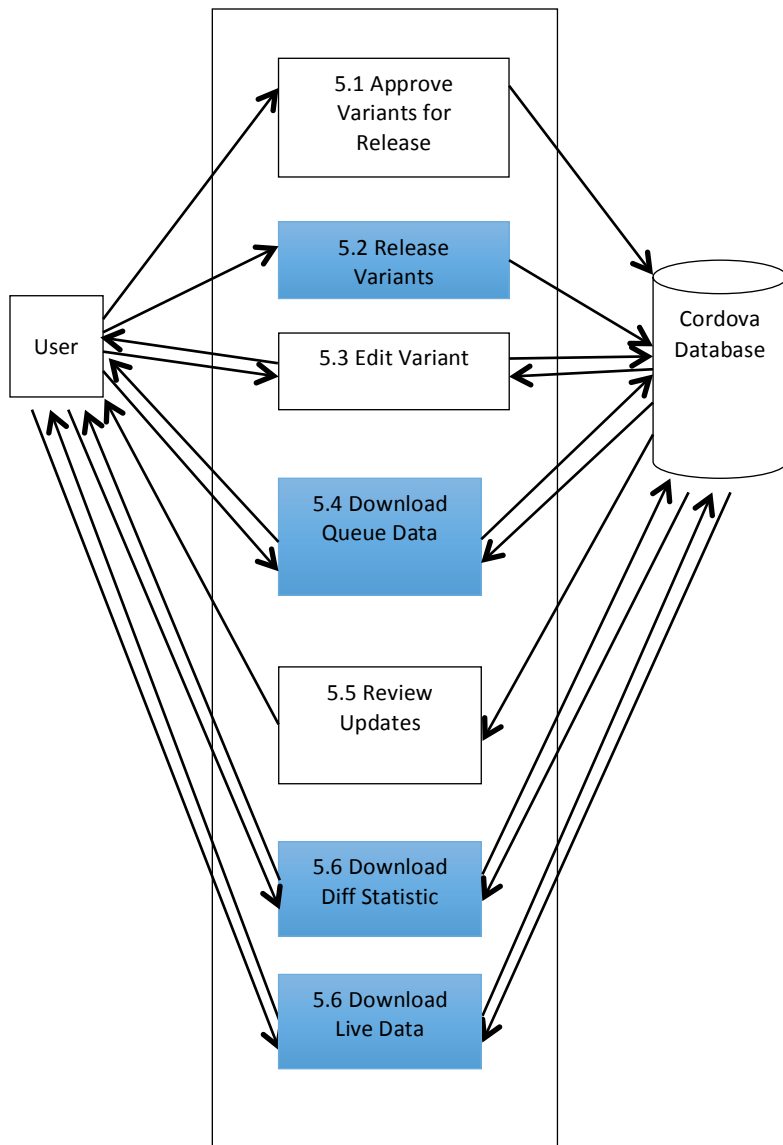 5.1 Approve
Variants for
Release
5.2 Release
Variants
User
5.3 Edit Variant
Cordova
Database
5.4 Download
Queue Data
5.5 Review
Updates
5.6 Download
Diff Statistic
5.6 Download
Live Data